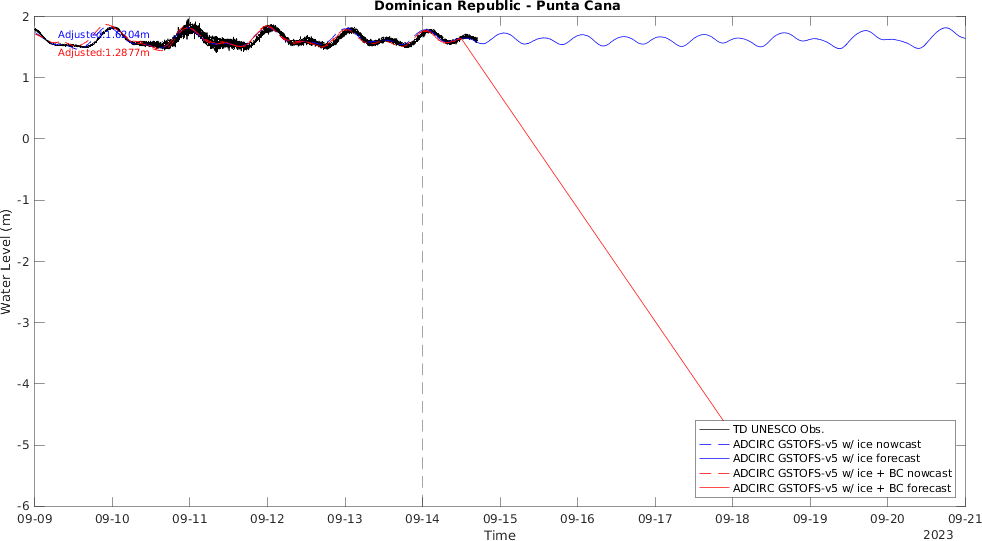 Dominican Republic - Punta Cana
2
Adjusted:1.6204m
Adjusted:1.2877m
1
0
-1
-2
-3
-4
-5
-6
Water Level (m)
TD UNESCO Obs.
ADCIRC GSTOFS-v5 w/ ice nowcast
ADCIRC GSTOFS-v5 w/ ice forecast
ADCIRC GSTOFS-v5 w/ ice + BC nowcast
ADCIRC GSTOFS-v5 w/ ice + BC forecast
09-09 09-10 09-11 09-12 09-13 09-14 09-15 09-16 09-17 09-18 09-19 09-20 09-21
Time
2023